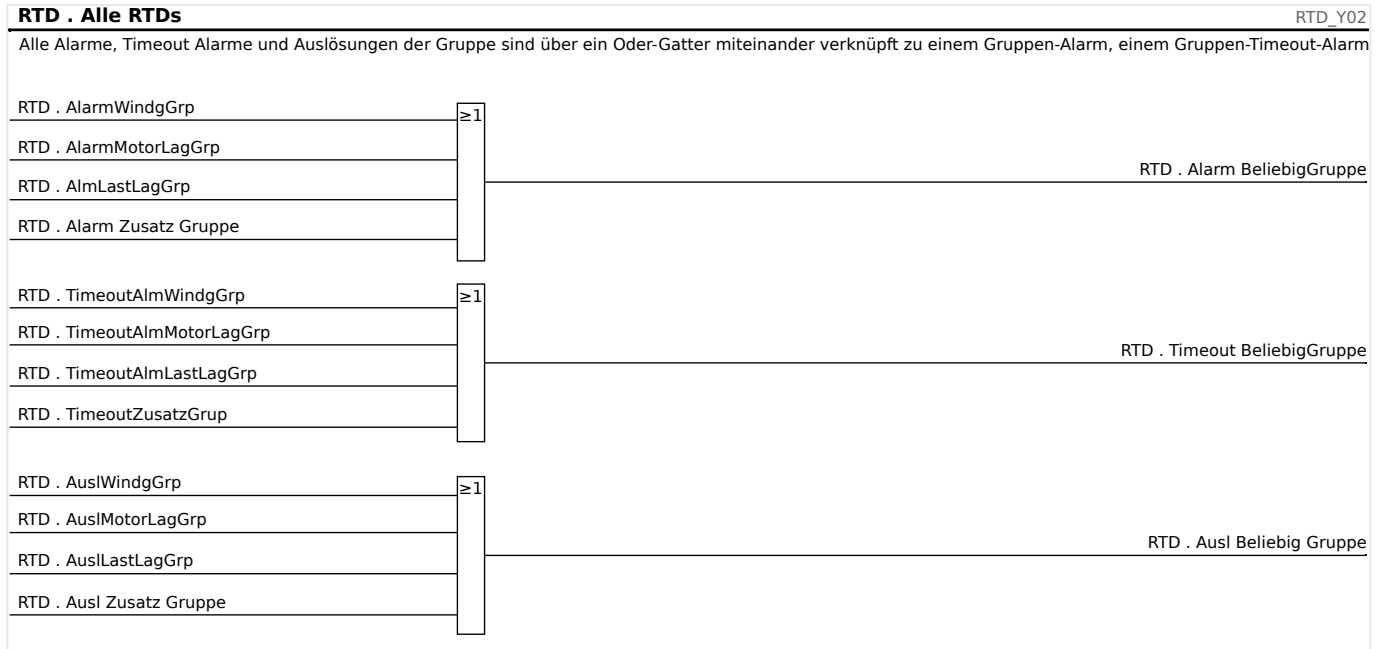 RTD . Alle RTDs
RTD_Y02
Alle Alarme, Timeout Alarme und Auslösungen der Gruppe sind über ein Oder-Gatter miteinander verknüpft zu einem Gruppen-Alarm, einem Gruppen-Timeout-Alarm
RTD . AlarmWindgGrp
≥1
RTD . AlarmMotorLagGrp
RTD . Alarm BeliebigGruppe
RTD . AlmLastLagGrp
RTD . Alarm Zusatz Gruppe
RTD . TimeoutAlmWindgGrp
≥1
RTD . TimeoutAlmMotorLagGrp
RTD . Timeout BeliebigGruppe
RTD . TimeoutAlmLastLagGrp
RTD . TimeoutZusatzGrup
RTD . AuslWindgGrp
≥1
RTD . AuslMotorLagGrp
RTD . Ausl Beliebig Gruppe
RTD . AuslLastLagGrp
RTD . Ausl Zusatz Gruppe